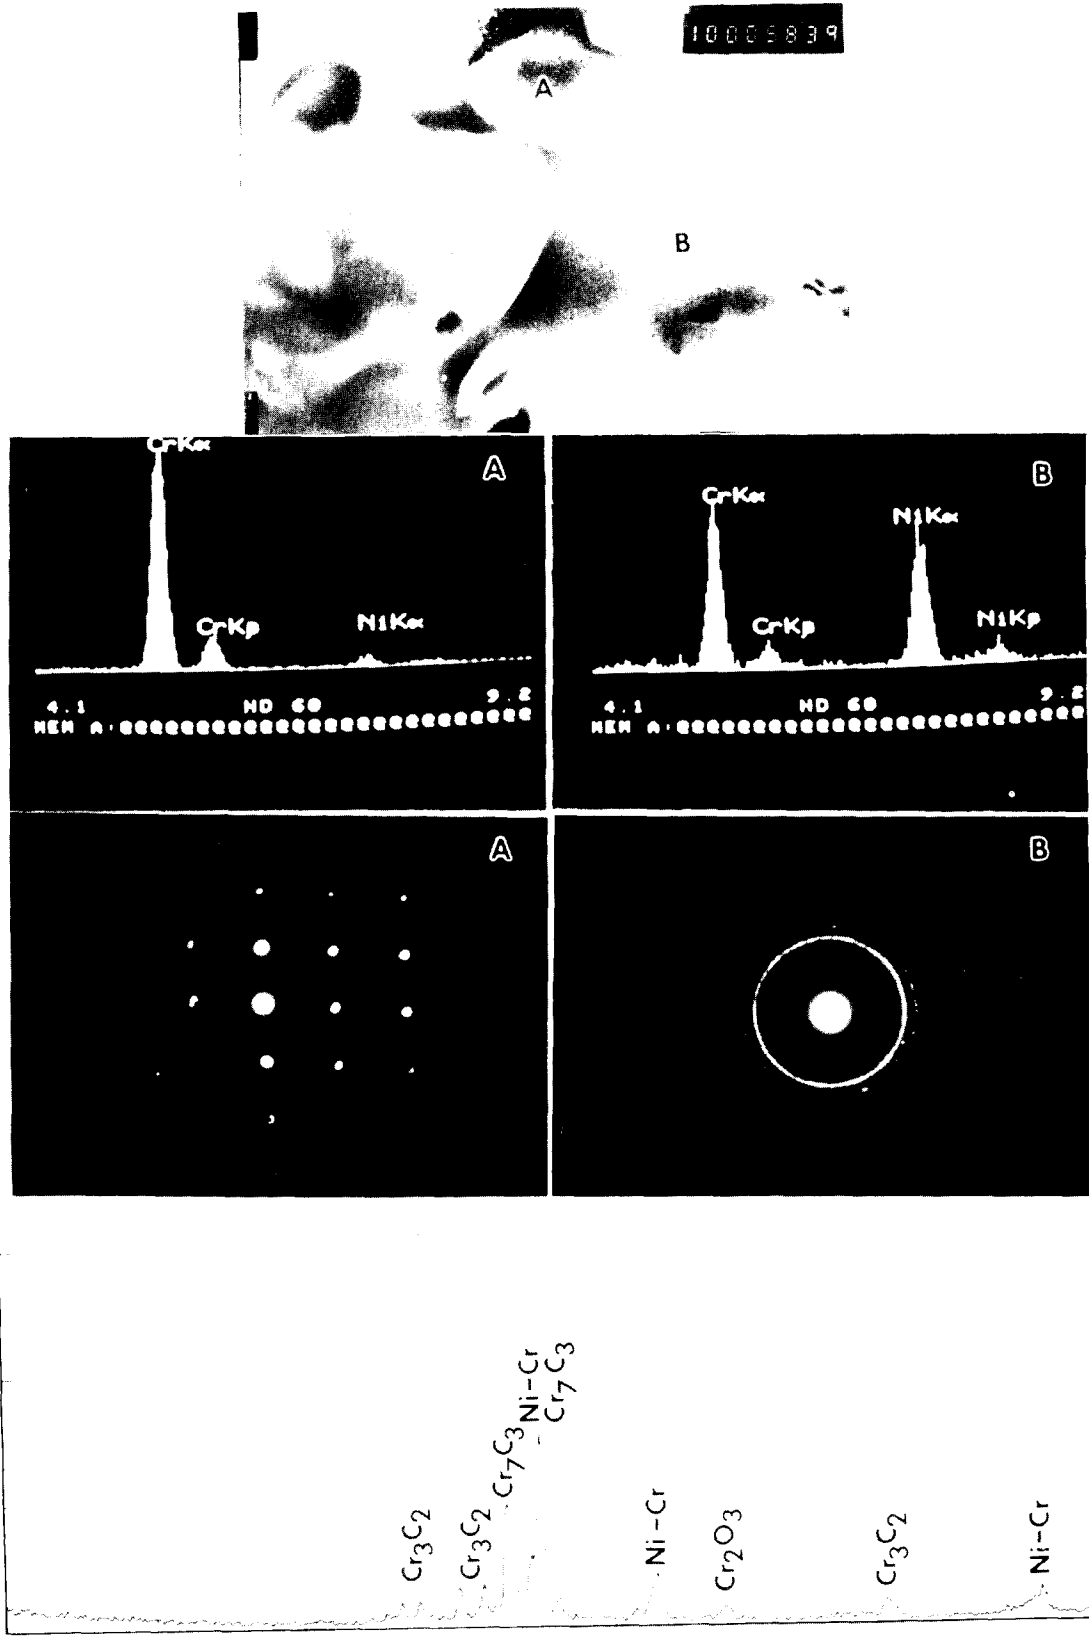 10005839
A
B
CrKα
A
CrKβ
NiKα
4.1 HD 60 9.2
MEM A:
CrKα
B
NiKα
CrKβ
NiKβ
4.1 HD 60 9.2
MEM A:
A
B
Cr3C2
Cr3C2
Cr7C3
Ni-Cr
Cr7C3
Ni-Cr
Cr2O3
Cr3C2
Ni-Cr